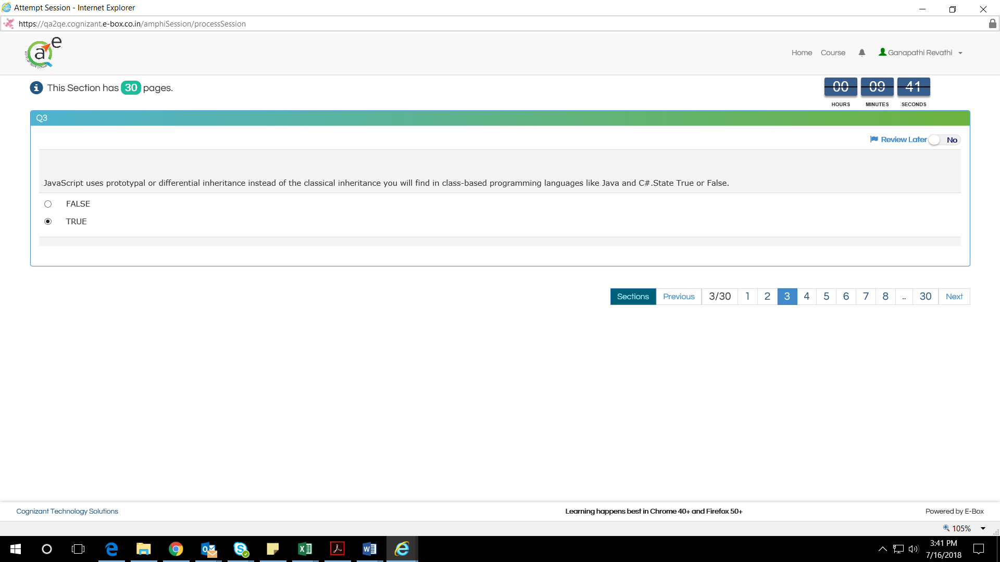 Attempt Session - Internet Explorer
https://qa2qe.cognizant.e-box.co.in/amphiSession/processSession
a e
Home Course Ganapathi Revathi
This Section has 30 pages.
00 09 41
HOURS MINUTES SECONDS
Q3
Review Later No
JavaScript uses prototypal or differential inheritance instead of the classical inheritance you will find in class-based programming languages like Java and C#.State True or False.
FALSE
TRUE
Sections Previous 3/30 1 2 3 4 5 6 7 8 .. 30 Next
Cognizant Technology Solutions Learning happens best in Chrome 40+ and Firefox 50+ Powered by E-Box
105%
3:41 PM
7/16/2018